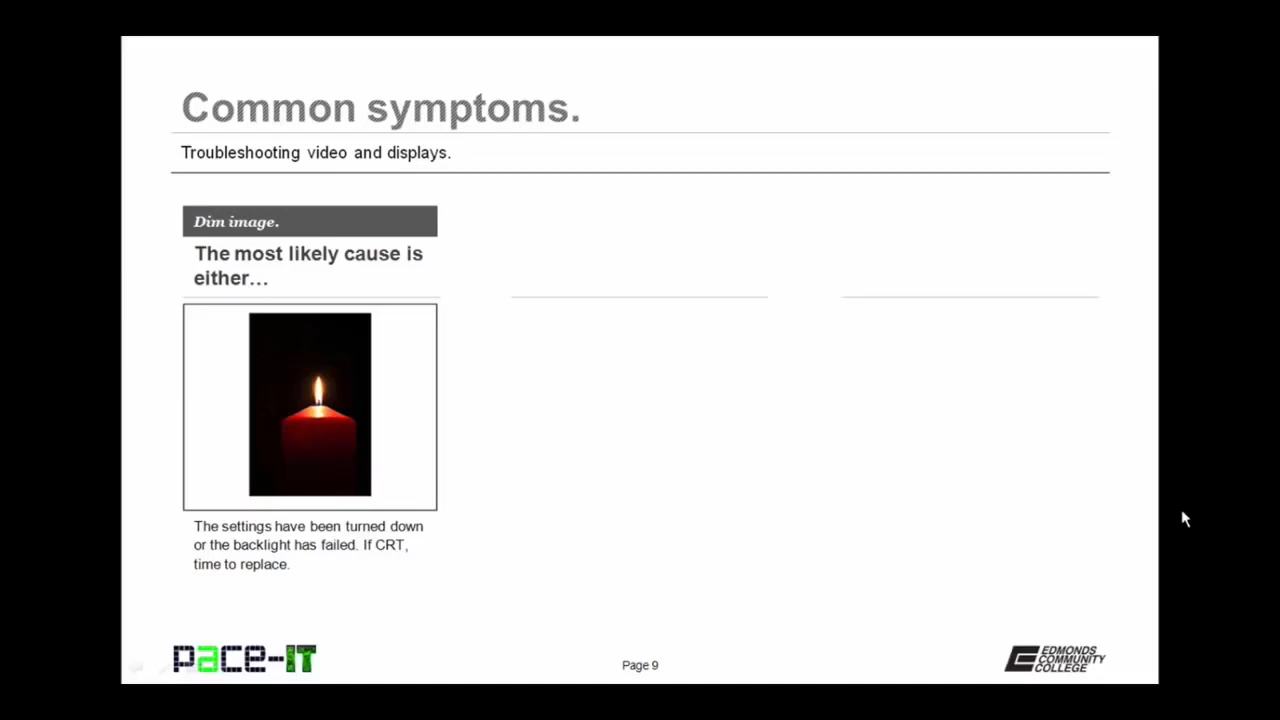 Common symptoms.
Troubleshooting video and displays.
Dim image.
The most likely cause is
either…
The settings have been turned down
or the backlight has failed. If CRT,
time to replace.
pace-IT
Page 9
EDMONDS
COMMUNITY
COLLEGE